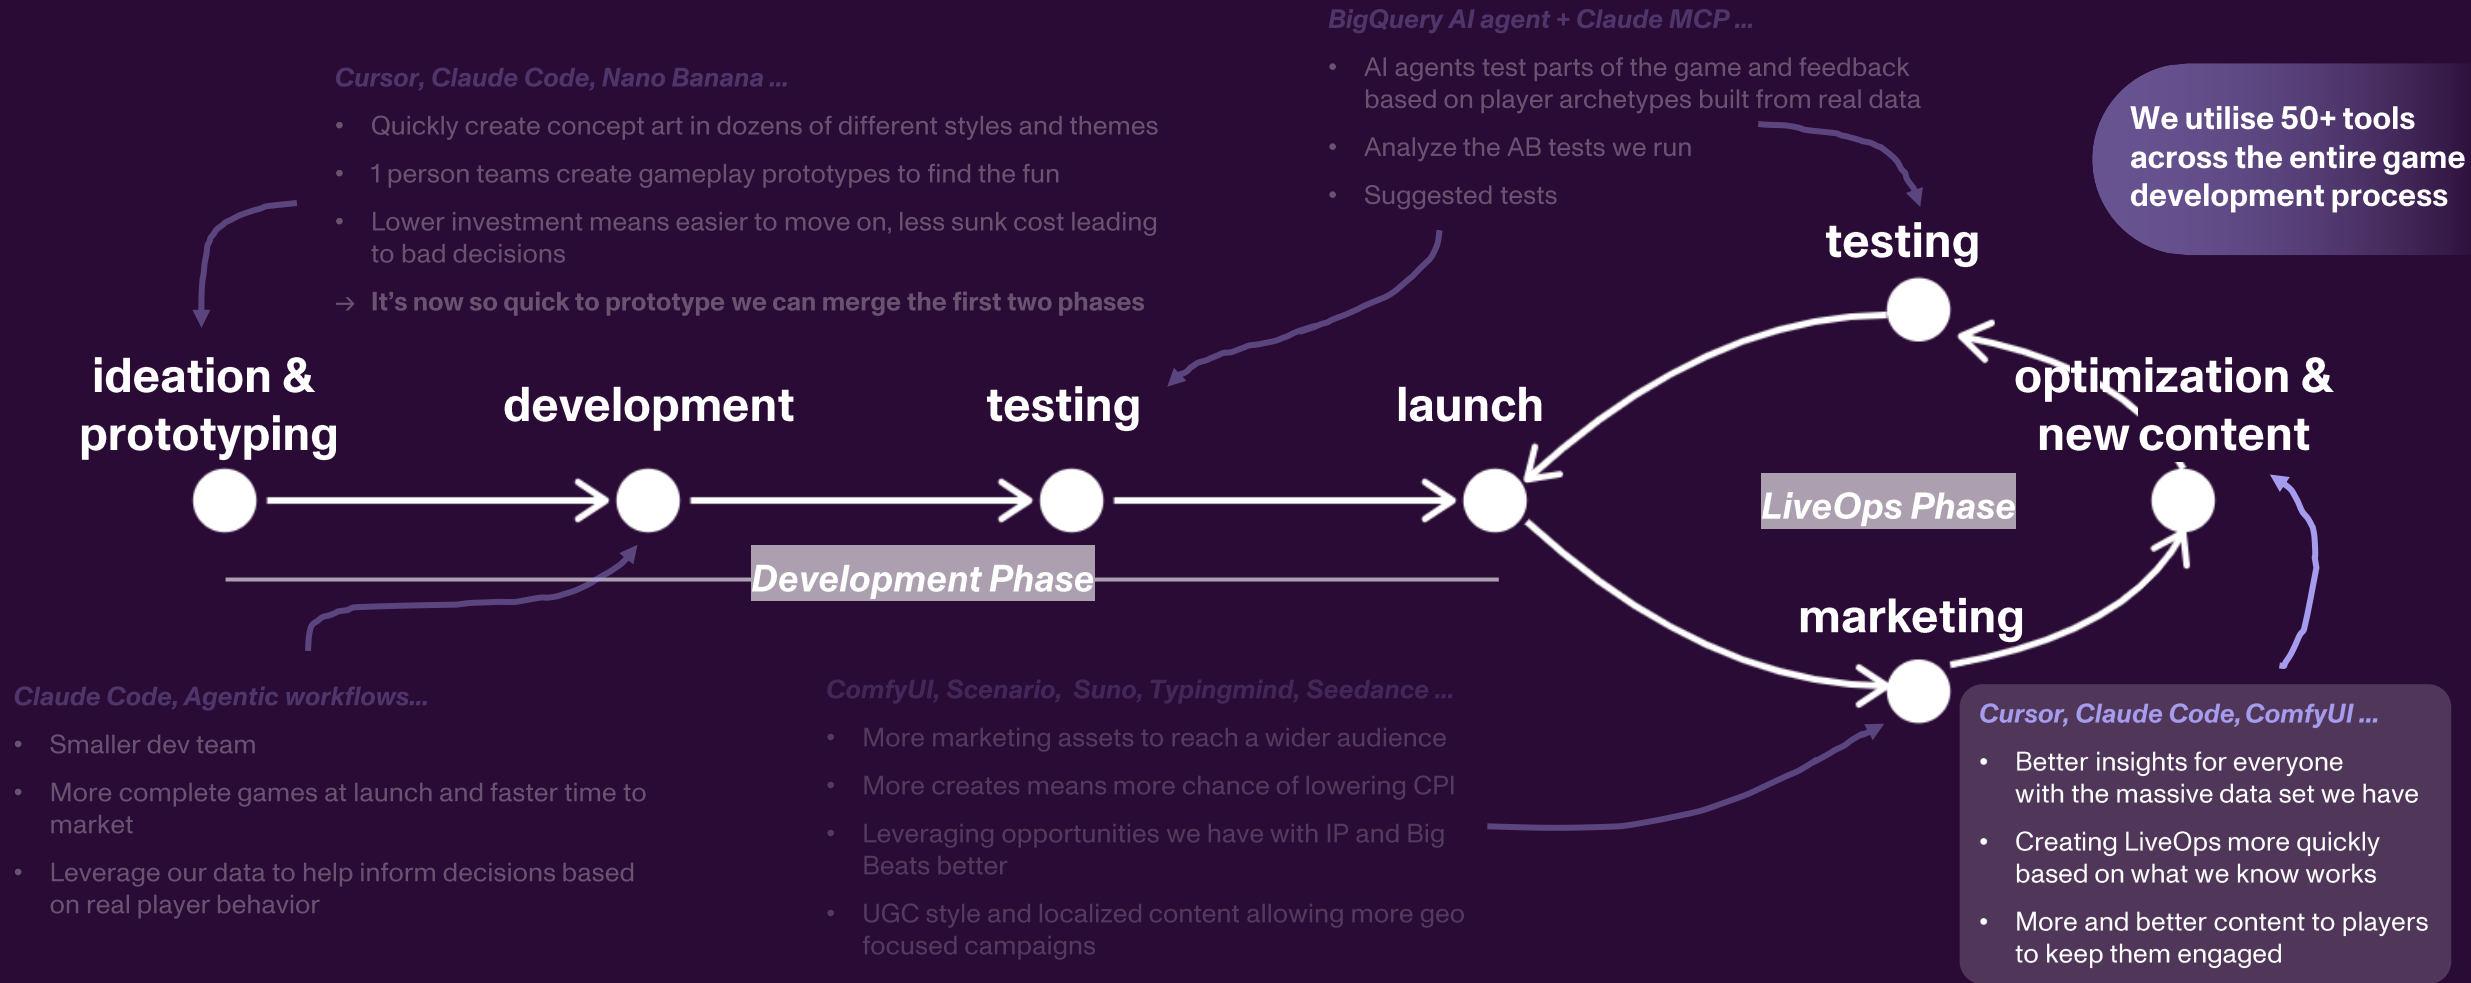 BigQuery AI agent + Claude MCP ...
• AI agents test parts of the game and feedback
based on player archetypes built from real data
• Analyze the AB tests we run
• Suggested tests
Cursor, Claude Code, Nano Banana ...
• Quickly create concept art in dozens of different styles and themes
• 1 person teams create gameplay prototypes to find the fun
• Lower investment means easier to move on, less sunk cost leading
to bad decisions
→ It's now so quick to prototype we can merge the first two phases
We utilise 50+ tools
across the entire game
development process
ideation &
prototyping
development
testing
launch
testing
optimization &
new content
LiveOps Phase
Development Phase
marketing
Claude Code, Agentic workflows...
• Smaller dev team
• More complete games at launch and faster time to
market
• Leverage our data to help inform decisions based
on real player behavior
ComfyUI, Scenario, Suno, Typingmind, Seedance ...
• More marketing assets to reach a wider audience
• More creates means more chance of lowering CPI
• Leveraging opportunities we have with IP and Big
Beats better
• UGC style and localized content allowing more geo
focused campaigns
Cursor, Claude Code, ComfyUI ...
• Better insights for everyone
with the massive data set we have
• Creating LiveOps more quickly
based on what we know works
• More and better content to players
to keep them engaged